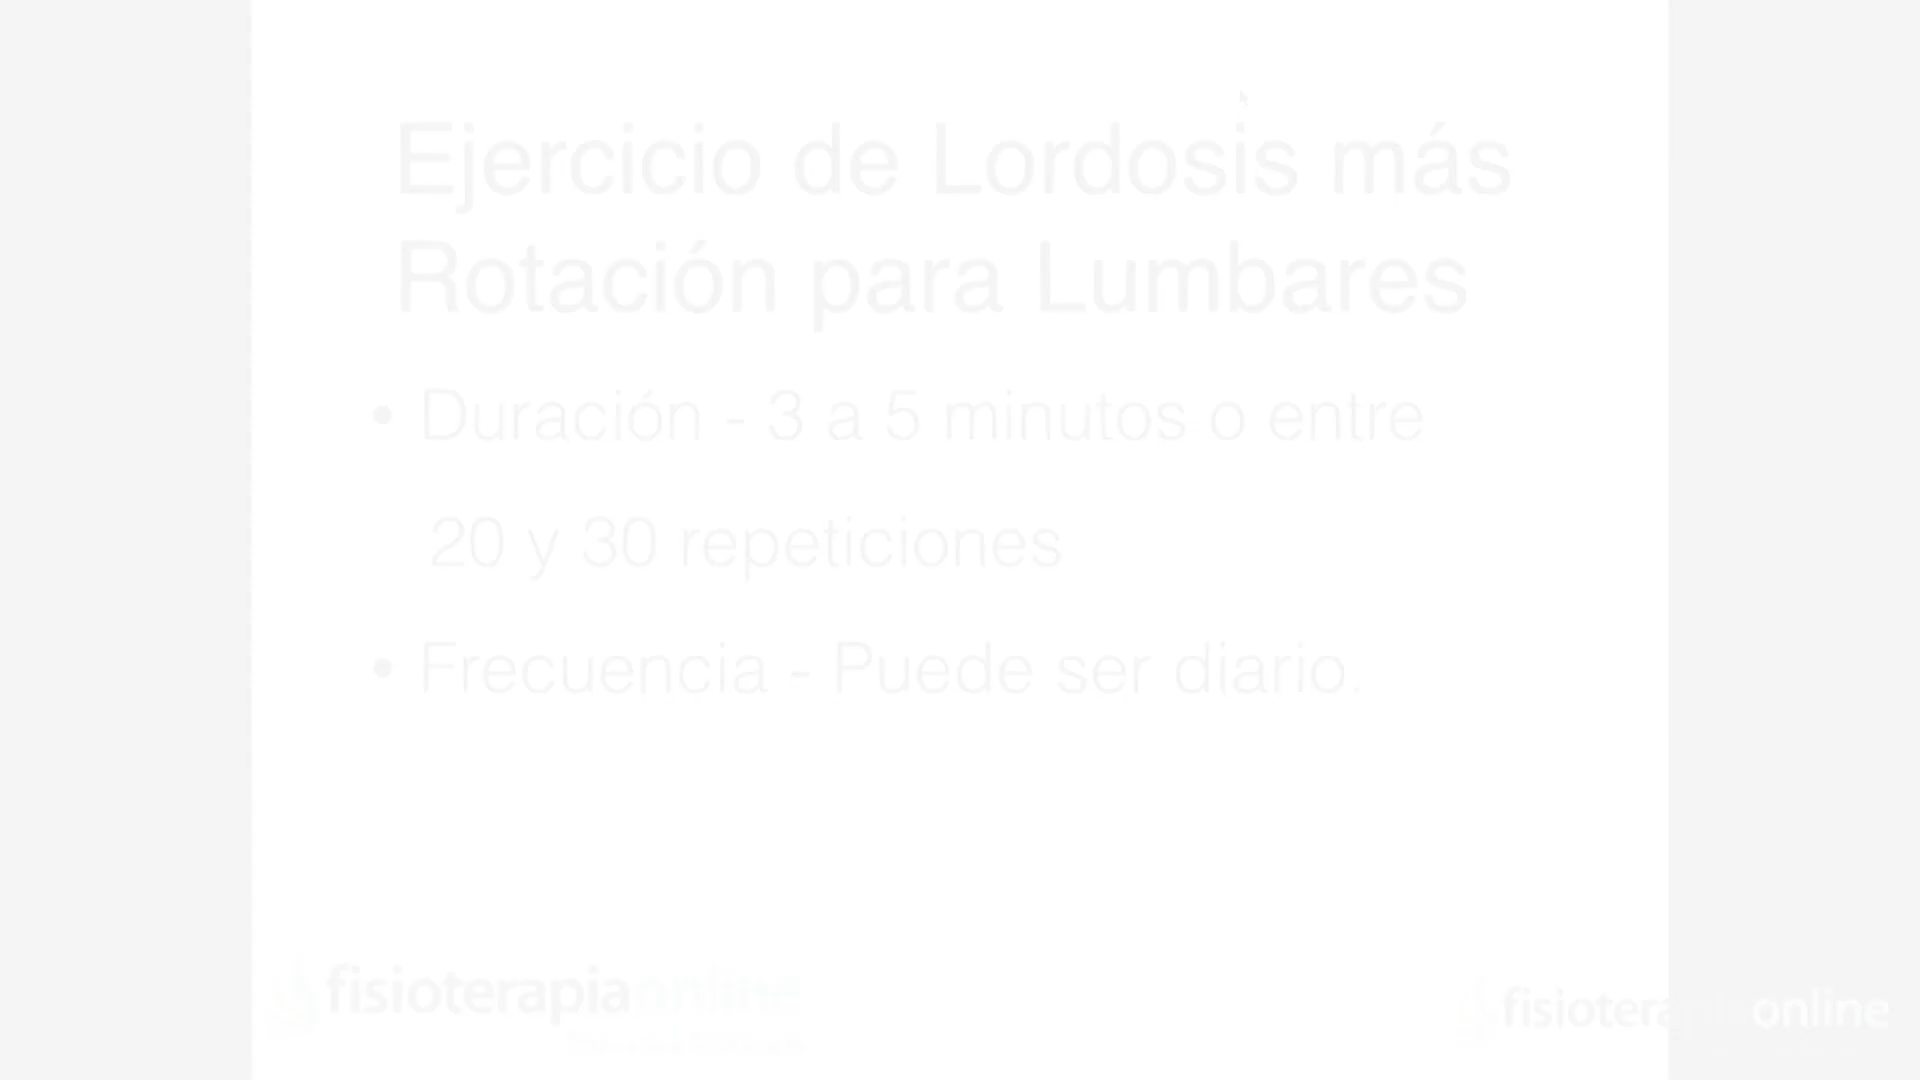 Ejercicio de Lordosis más
Rotación para Lumbares
• Duración - 3 a 5 minutos o entre
20 y 30 repeticiones
• Frecuencia - Puede ser diario.
fisioterapiaonline
fisioterapiaonline